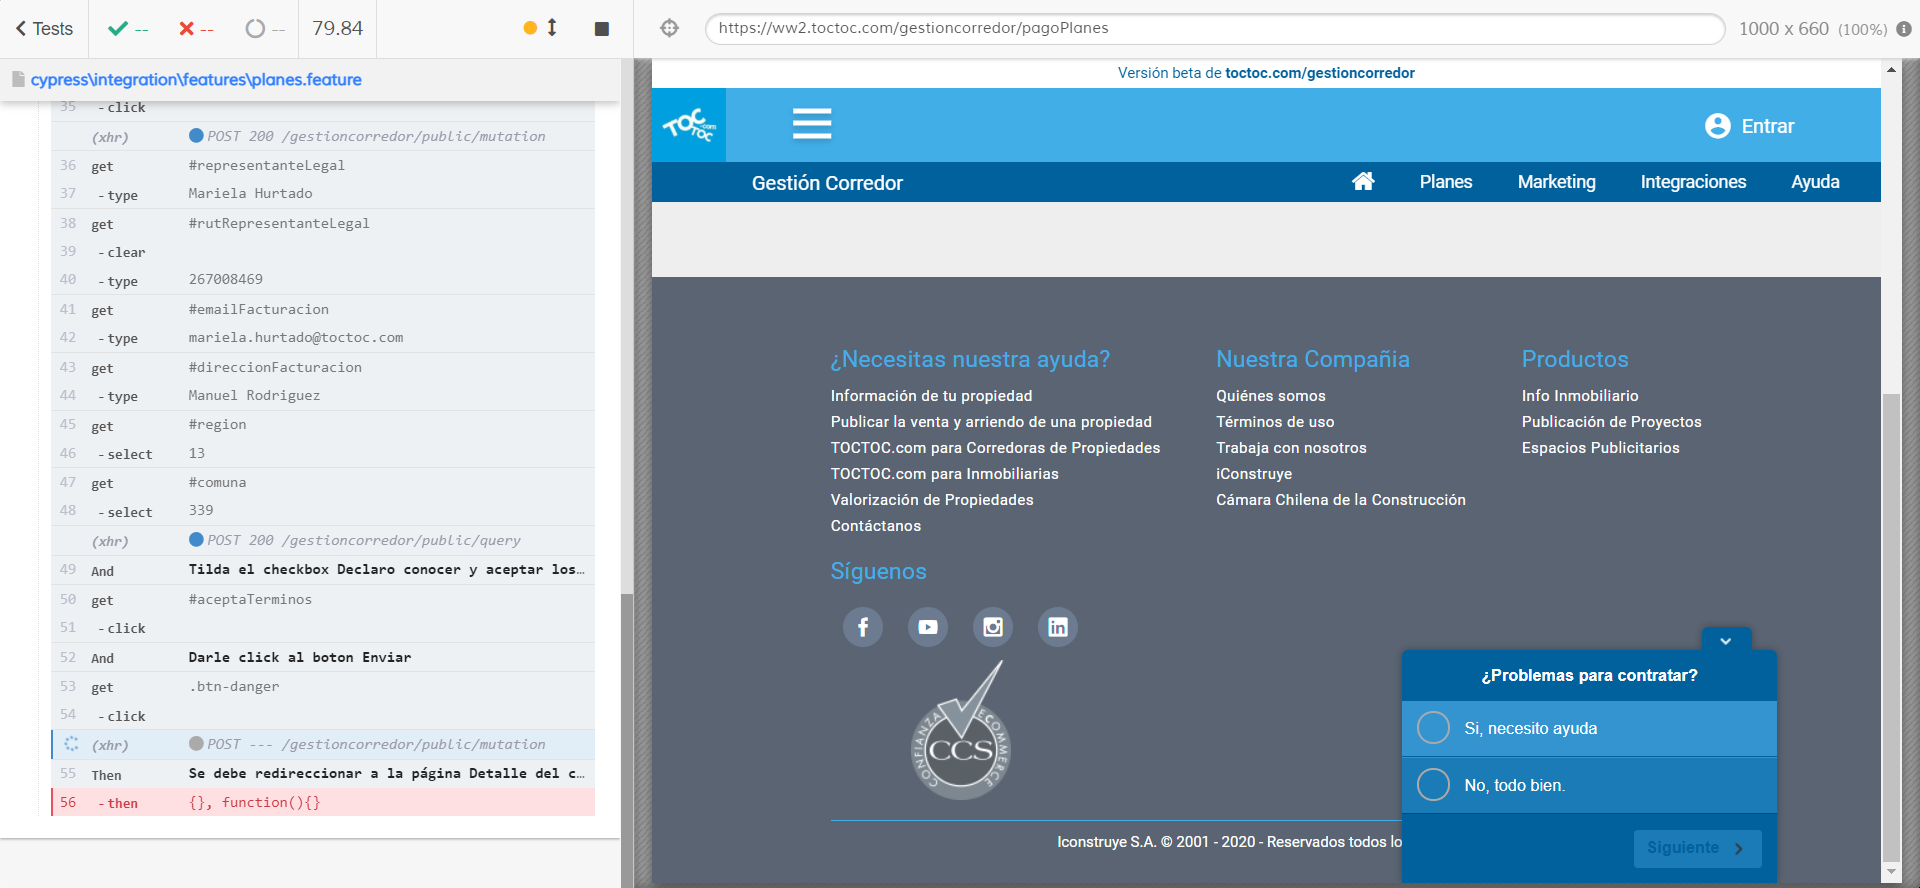 Tests
--
--
--
79.84
https://ww2.toctoc.com/gestioncorredor/pagoPlanes
1000 x 660 (100%)
cypress\integration\features\planes.feature
35 - click
(xhr) POST 200 /gestioncorredor/public/mutation
36 get #representanteLegal
37 - type Mariela Hurtado
38 get #rutRepresentanteLegal
39 - clear
40 - type 267008469
41 get #emailFacturacion
42 - type mariela.hurtado@toctoc.com
43 get #direccionFacturacion
44 - type Manuel Rodriguez
45 get #region
46 - select 13
47 get #comuna
48 - select 339
(xhr) POST 200 /gestioncorredor/public/query
49 And Tilda el checkbox Declaro conocer y aceptar los…
50 get #aceptaTerminos
51 - click
52 And Darle click al boton Enviar
53 get .btn-danger
54 - click
(xhr) POST --- /gestioncorredor/public/mutation
55 Then Se debe redireccionar a la página Detalle del c…
56 - then {}, function(){}
Versión beta de toctoc.com/gestioncorredor
TOC TOC .com
Entrar
Gestión Corredor
Planes
Marketing
Integraciones
Ayuda
¿Necesitas nuestra ayuda?
Información de tu propiedad
Publicar la venta y arriendo de una propiedad
TOCTOC.com para Corredoras de Propiedades
TOCTOC.com para Inmobiliarias
Valorización de Propiedades
Contáctanos
Nuestra Compañia
Quiénes somos
Términos de uso
Trabaja con nosotros
iConstruye
Cámara Chilena de la Construcción
Productos
Info Inmobiliario
Publicación de Proyectos
Espacios Publicitarios
Síguenos
CONFIANZA ECOMMERCE
CCS
Iconstruye S.A. © 2001 - 2020 - Reservados todos lo
¿Problemas para contratar?
Si, necesito ayuda
No, todo bien.
Siguiente